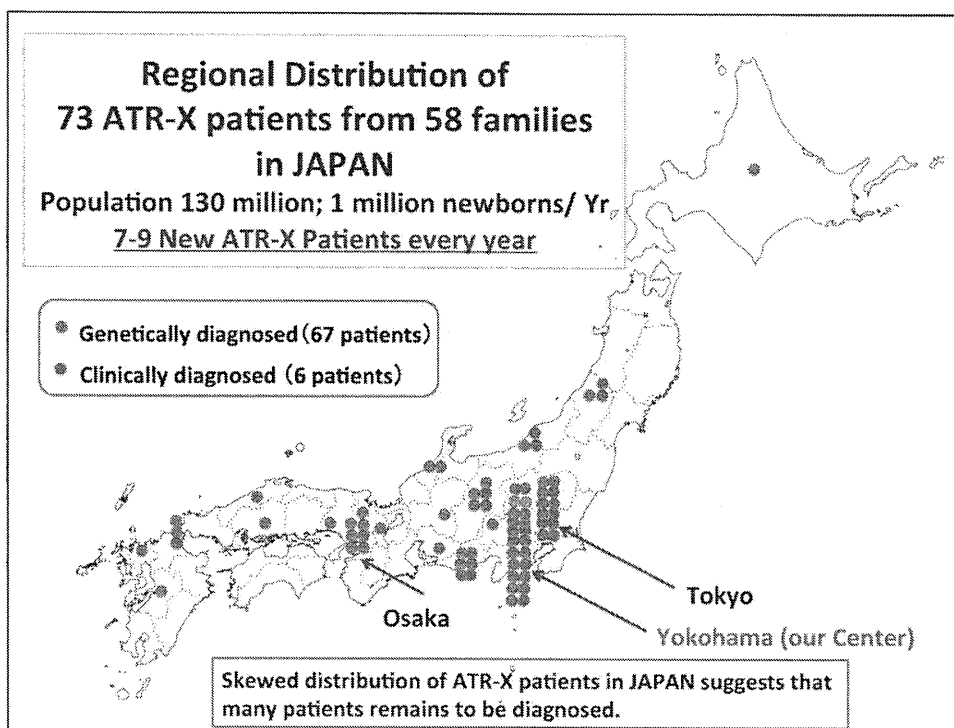 Regional Distribution of
73 ATR-X patients from 58 families
in JAPAN
Population 130 million; 1 million newborns/ Yr
7-9 New ATR-X Patients every year
Genetically diagnosed (67 patients)
Clinically diagnosed (6 patients)
Osaka
Tokyo
Yokohama (our Center)
Skewed distribution of ATR-X patients in JAPAN suggests that
many patients remains to be diagnosed.